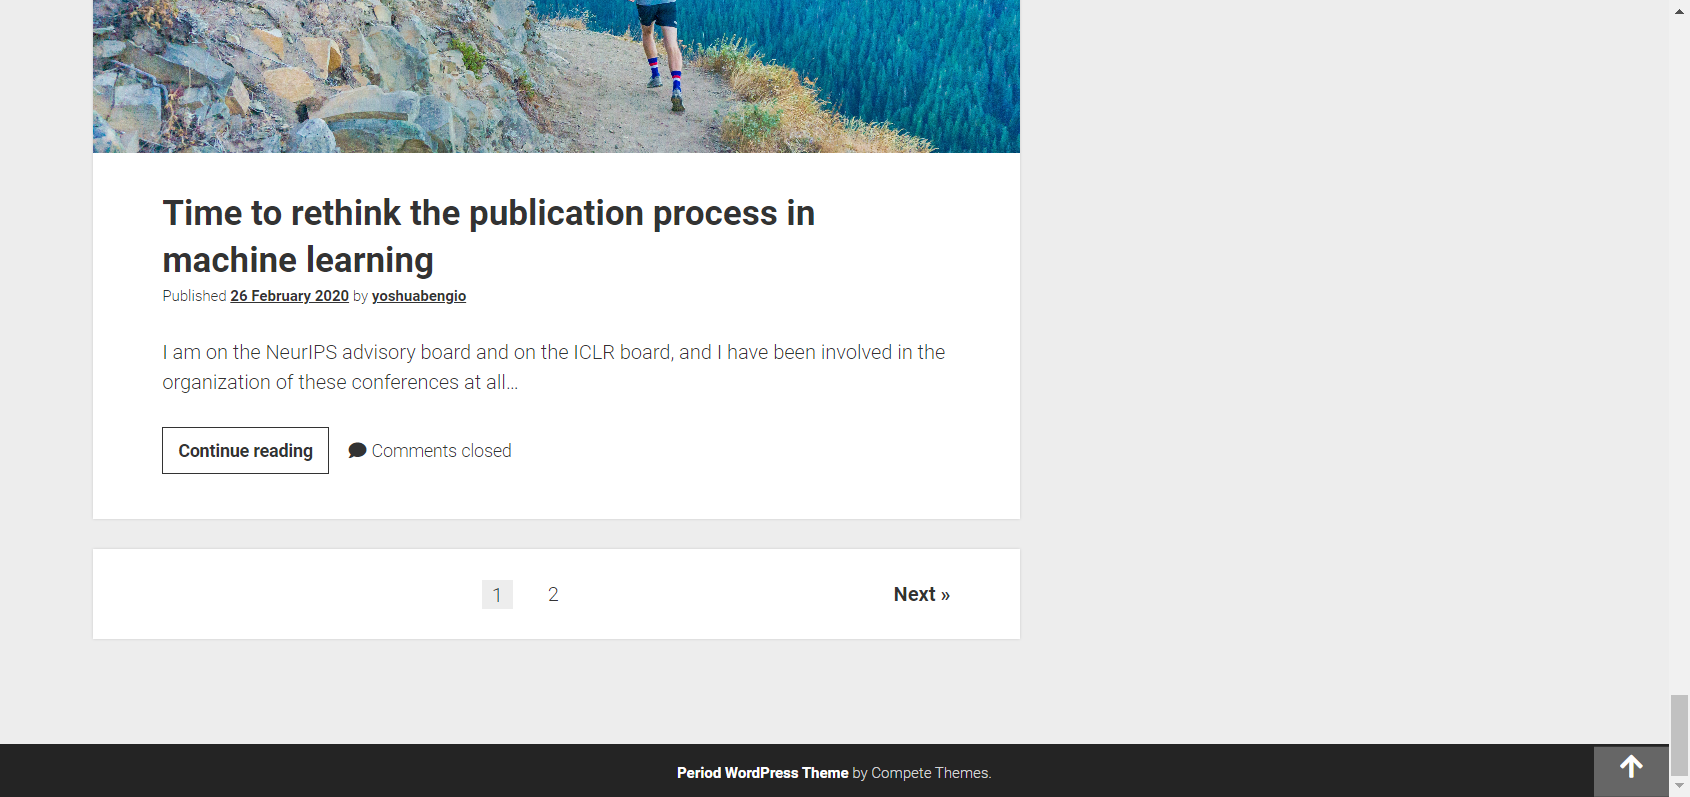 Time to rethink the publication process in
machine learning
Published 26 February 2020 by yoshuabengio
I am on the NeurIPS advisory board and on the ICLR board, and I have been involved in the
organization of these conferences at all…
Continue reading Comments closed
1 2 Next »
Period WordPress Theme by Compete Themes.